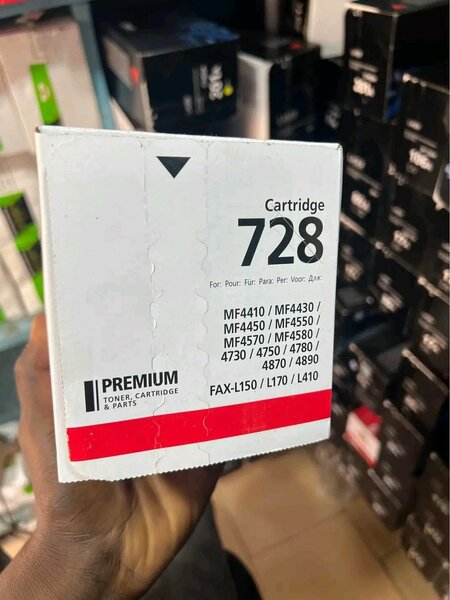 Cartridge
728
For: Pour: Für: Para: Per: Voor: Для:
MF4410 / MF4430 /
MF4450 / MF4550 /
MF4570 / MF4580 /
4730 / 4750 / 4780 /
4870 / 4890
FAX-L150 / L170 / L410
PREMIUM
TONER, CARTRIDGE
& PARTS